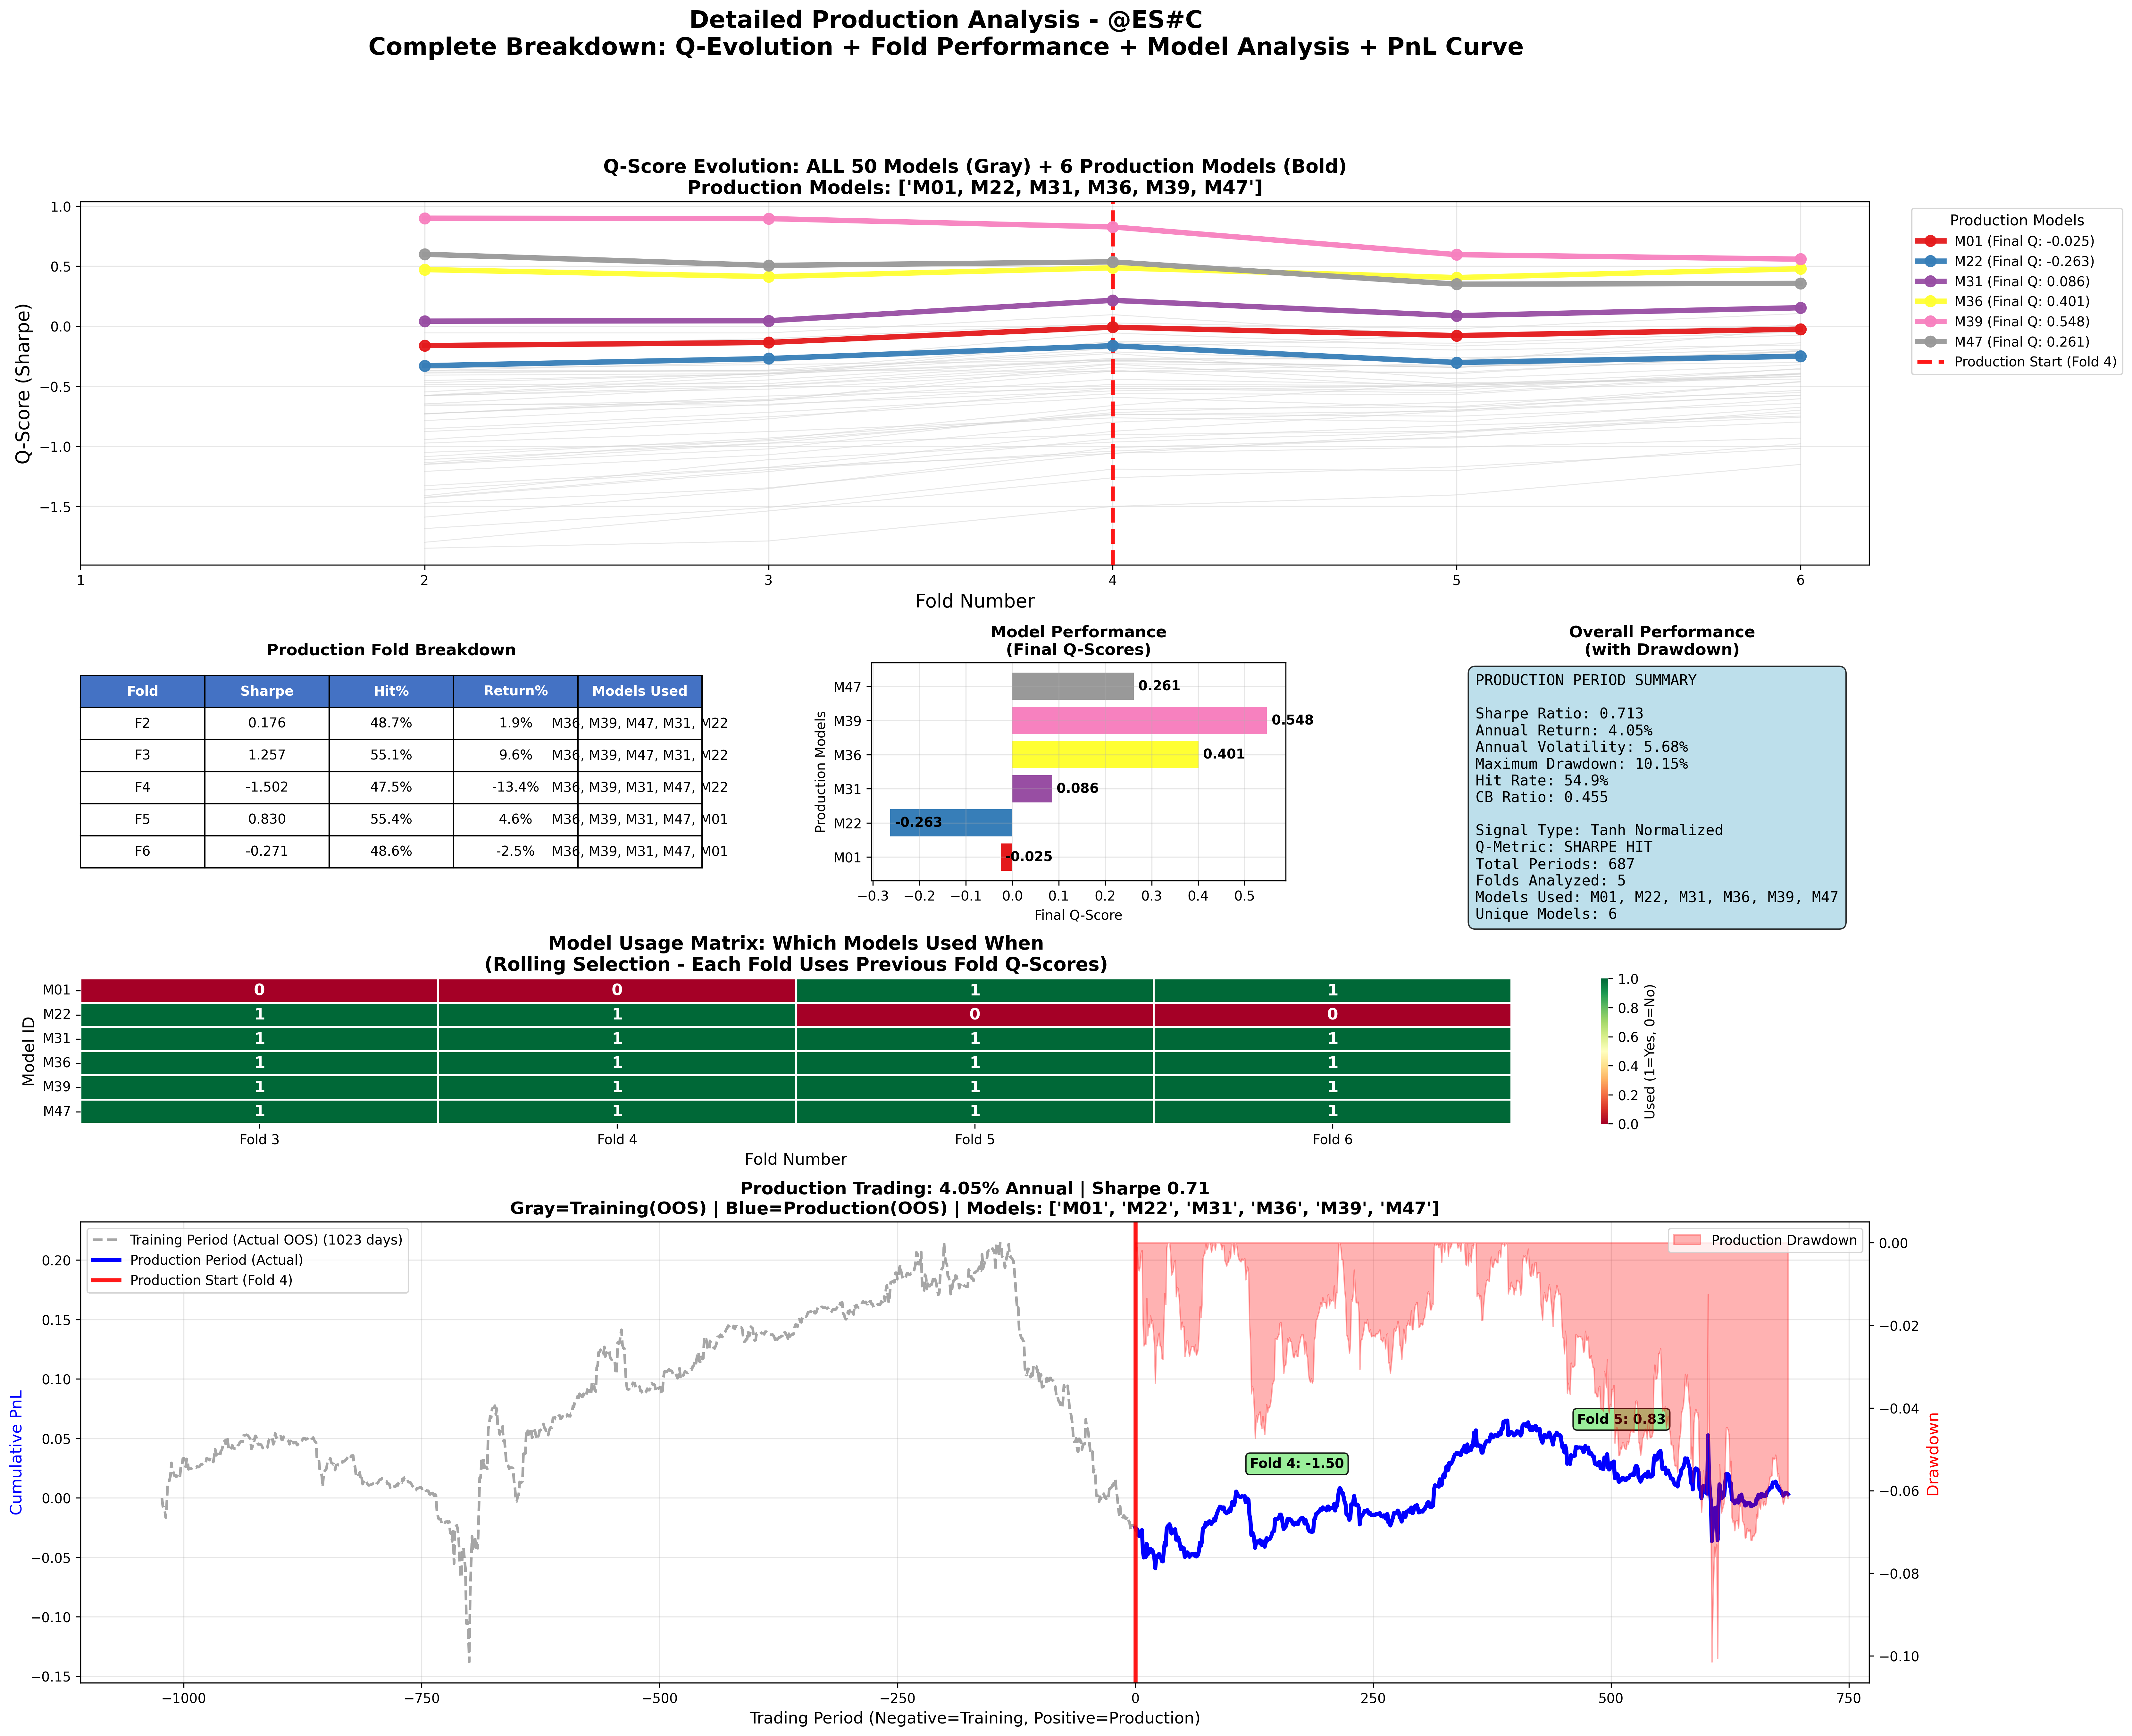 Detailed Production Analysis - @ES#C
Complete Breakdown: Q-Evolution + Fold Performance + Model Analysis + PnL Curve
Q-Score Evolution: ALL 50 Models (Gray) + 6 Production Models (Bold)
Production Models: ['M01, M22, M31, M36, M39, M47']
Q-Score (Sharpe)
1.0
0.5
0.0
−0.5
−1.0
−1.5
1 2 3 4 5 6
Fold Number
Production Models
M01 (Final Q: -0.025)
M22 (Final Q: -0.263)
M31 (Final Q: 0.086)
M36 (Final Q: 0.401)
M39 (Final Q: 0.548)
M47 (Final Q: 0.261)
Production Start (Fold 4)
Production Fold Breakdown
Fold Sharpe Hit% Return% Models Used
F2 0.176 48.7% 1.9% M36, M39, M47, M31, M22
F3 1.257 55.1% 9.6% M36, M39, M47, M31, M22
F4 -1.502 47.5% -13.4% M36, M39, M31, M47, M22
F5 0.830 55.4% 4.6% M36, M39, M31, M47, M01
F6 -0.271 48.6% -2.5% M36, M39, M31, M47, M01
Model Performance
(Final Q-Scores)
Production Models
M47 0.261
M39 0.548
M36 0.401
M31 0.086
M22 -0.263
M01 -0.025
−0.3 −0.2 −0.1 0.0 0.1 0.2 0.3 0.4 0.5
Final Q-Score
Overall Performance
(with Drawdown)
PRODUCTION PERIOD SUMMARY
Sharpe Ratio: 0.713
Annual Return: 4.05%
Annual Volatility: 5.68%
Maximum Drawdown: 10.15%
Hit Rate: 54.9%
CB Ratio: 0.455
Signal Type: Tanh Normalized
Q-Metric: SHARPE_HIT
Total Periods: 687
Folds Analyzed: 5
Models Used: M01, M22, M31, M36, M39, M47
Unique Models: 6
Model Usage Matrix: Which Models Used When
(Rolling Selection - Each Fold Uses Previous Fold Q-Scores)
Model ID
M01 0 0 1 1
M22 1 1 0 0
M31 1 1 1 1
M36 1 1 1 1
M39 1 1 1 1
M47 1 1 1 1
Fold 3 Fold 4 Fold 5 Fold 6
Fold Number
1.0
0.8
0.6
0.4
0.2
0.0
Used (1=Yes, 0=No)
Production Trading: 4.05% Annual | Sharpe 0.71
Gray=Training(OOS) | Blue=Production(OOS) | Models: ['M01', 'M22', 'M31', 'M36', 'M39', 'M47']
Training Period (Actual OOS) (1023 days)
Production Period (Actual)
Production Start (Fold 4)
Production Drawdown
Cumulative PnL
0.20
0.15
0.10
0.05
0.00
−0.05
−0.10
−0.15
Fold 4: -1.50
Fold 5: 0.83
0.00
−0.02
−0.04
−0.06
−0.08
−0.10
Drawdown
−1000 −750 −500 −250 0 250 500 750
Trading Period (Negative=Training, Positive=Production)